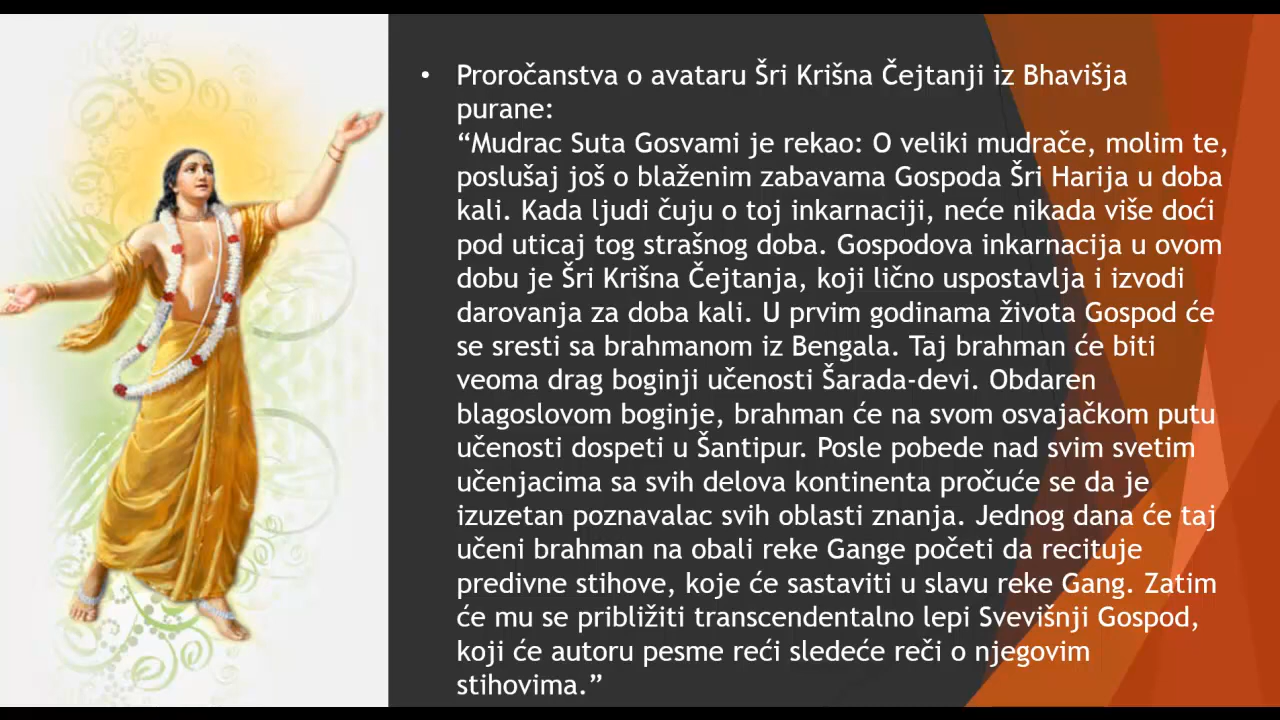 • Proročanstva o avataru Šri Krišna Čejtanji iz Bhavišja
purane:
“Mudrac Suta Gosvami je rekao: O veliki mudrače, molim te,
poslušaj još o blaženim zabavama Gospoda Šri Harija u doba
kali. Kada ljudi čuju o toj inkarnaciji, neće nikada više doći
pod uticaj tog strašnog doba. Gospodova inkarnacija u ovom
dobu je Šri Krišna Čejtanja, koji lično uspostavlja i izvodi
darovanja za doba kali. U prvim godinama života Gospod će
se sresti sa brahmanom iz Bengala. Taj brahman će biti
veoma drag boginji učenosti Šarada-devi. Obdaren
blagoslovom boginje, brahman će na svom osvajačkom putu
učenosti dospeti u Šantipur. Posle pobede nad svim svetim
učenjacima sa svih delova kontinenta pročuće se da je
izuzetan poznavalac svih oblasti znanja. Jednog dana će taj
učeni brahman na obali reke Gange početi da recituje
predivne stihove, koje će sastaviti u slavu reke Gang. Zatim
će mu se približiti transcendentalno lepi Svevišnji Gospod,
koji će autoru pesme reći sledeće reči o njegovim
stihovima.”